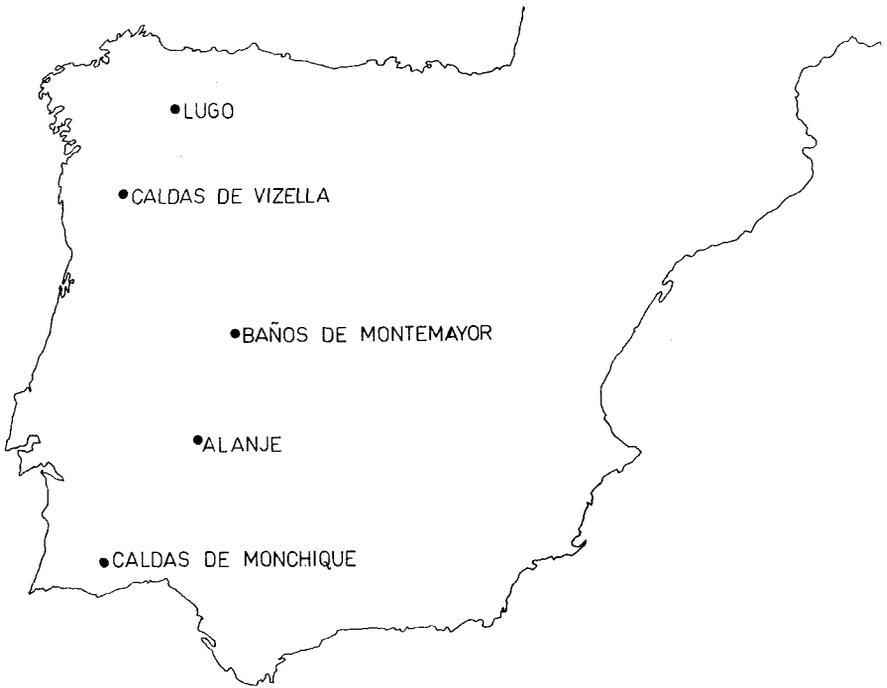 LUGO
CALDAS DE VIZELLA
BAÑOS DE MONTEMAYOR
ALANJE
CALDAS DE MONCHIQUE